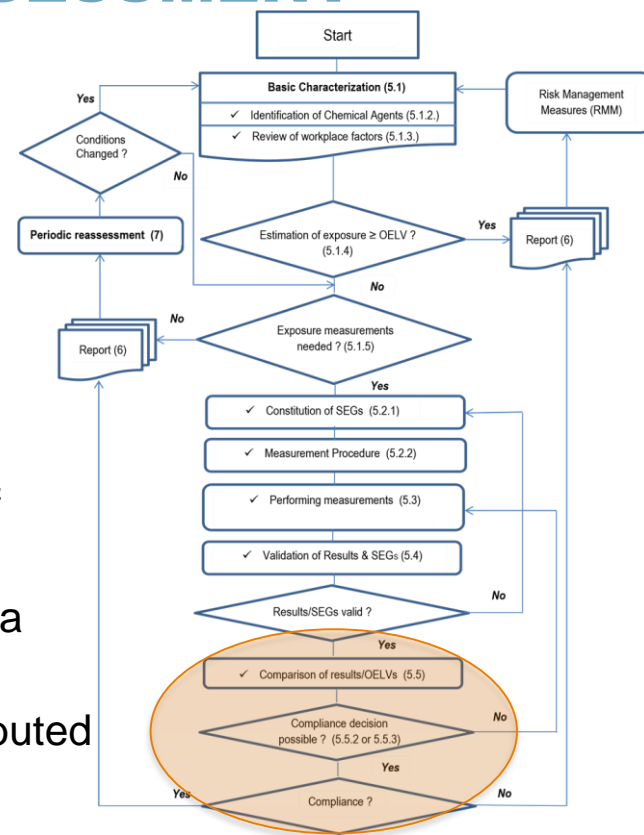 Start
Basic Characterization (5.1)
✓ Identification of Chemical Agents (5.1.2.)
✓ Review of workplace factors (5.1.3.)
Risk Management
Measures (RMM)
Yes
Conditions
Changed ?
No
Periodic reassessment (7)
Estimation of exposure ≥ OELV ?
(5.1.4)
Yes
Report (6)
No
No
Exposure measurements
needed ? (5.1.5)
Report (6)
Yes
✓ Constitution of SEGs (5.2.1)
✓ Measurement Procedure (5.2.2)
✓ Performing measurements (5.3)
✓ Validation of Results & SEGs (5.4)
No
Results/SEGs valid ?
a
Yes
✓ Comparison of results/OELVs (5.5)
Compliance decision
possible ? (5.5.2 or 5.5.3)
No
Yes
Yes
Compliance ?
No